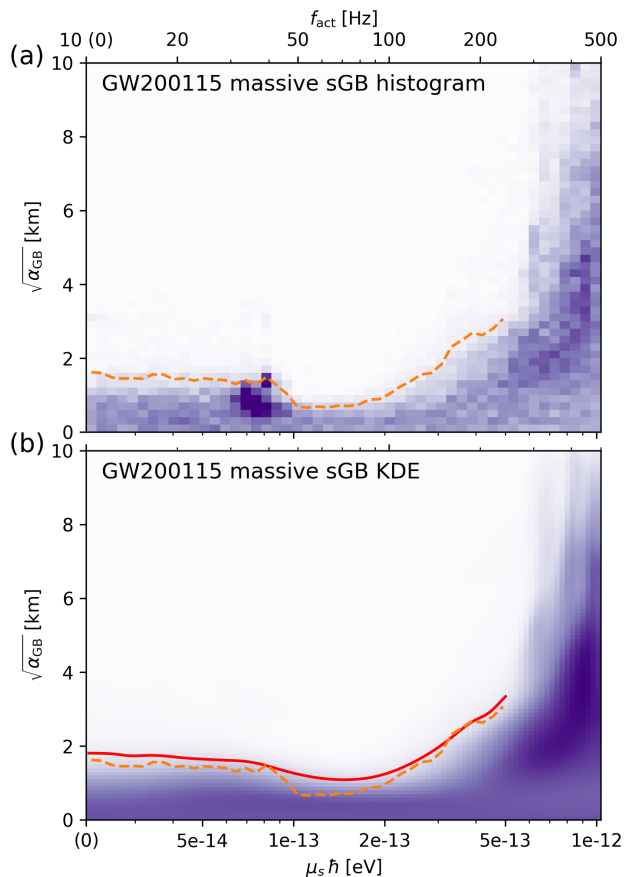 f_act [Hz]
10 (0) 20 50 100 200 500
(a)
GW200115 massive sGB histogram
10
8
6
4
2
0
√α_GB [km]
(b)
GW200115 massive sGB KDE
10
8
6
4
2
0
√α_GB [km]
(0) 5e-14 1e-13 2e-13 5e-13 1e-12
μ_s ħ [eV]